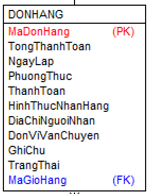 DONHANG
MaDonHang (PK)
TongThanhToan
NgayLap
PhuongThuc
ThanhToan
HinhThucNhanHang
DiaChiNguoiNhan
DonViVanChuyen
GhiChu
TrangThai
MaGioHang (FK)